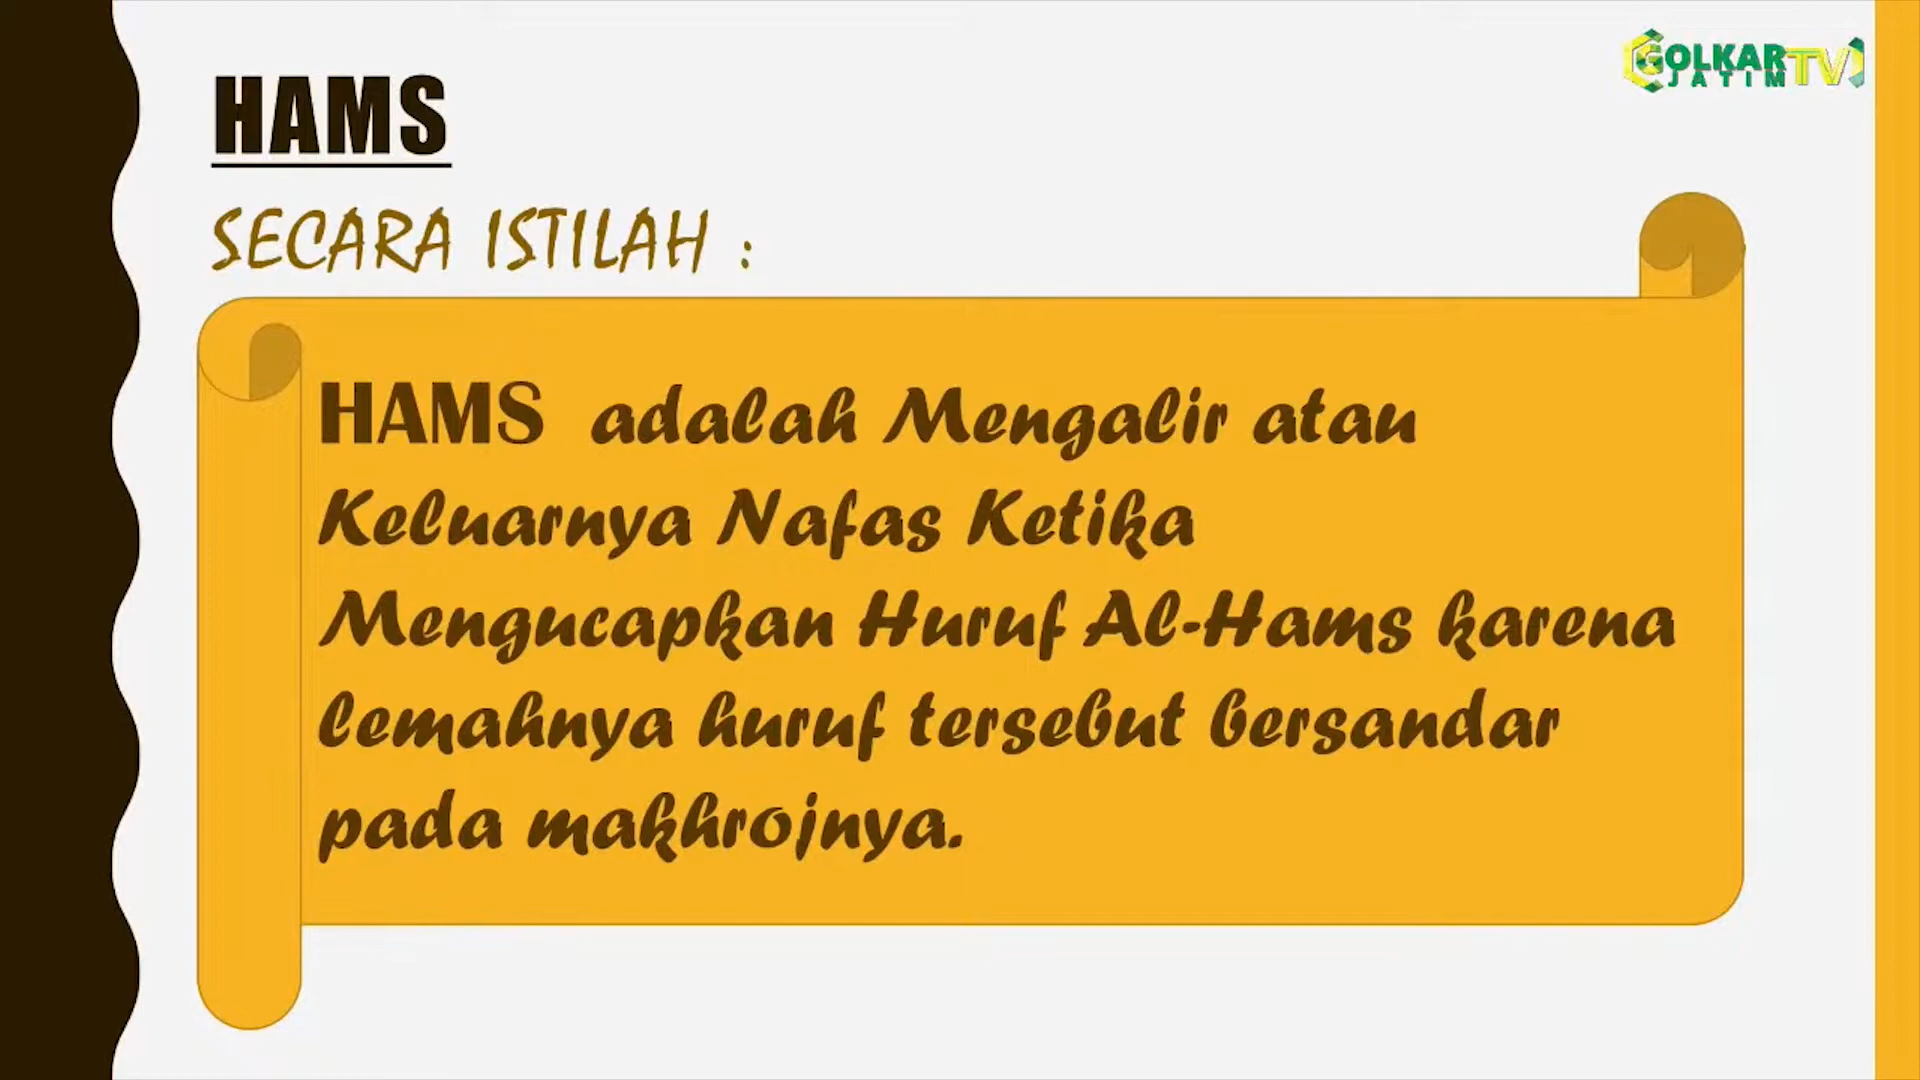 GOLKAR TV
JATIM
HAMS
SECARA ISTILAH :
HAMS adalah Mengalir atau
Keluarnya Nafas Ketika
Mengucapkan Huruf Al-Hams karena
lemahnya huruf tersebut bersandar
pada makhrojnya.